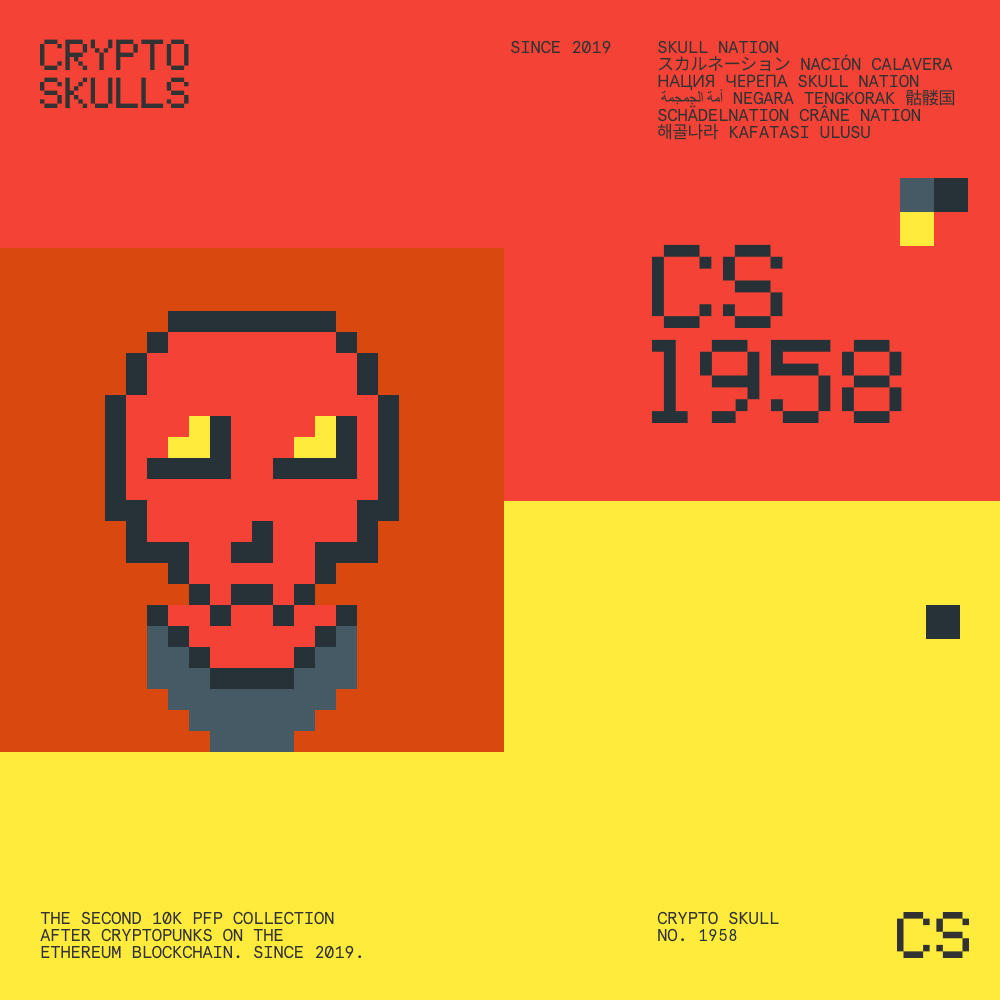 CRYPTO
SKULLS
SINCE 2019
SKULL NATION
スカルネーション NACIÓN CALAVERA
НАЦИЯ ЧЕРЕПА SKULL NATION
أمة الجمجمة NEGARA TENGKORAK 骷髅国
SCHÄDELNATION CRÂNE NATION
해골나라 KAFATASI ULUSU
CS
1958
THE SECOND 10K PFP COLLECTION
AFTER CRYPTOPUNKS ON THE
ETHEREUM BLOCKCHAIN. SINCE 2019.
CRYPTO SKULL
NO. 1958
CS